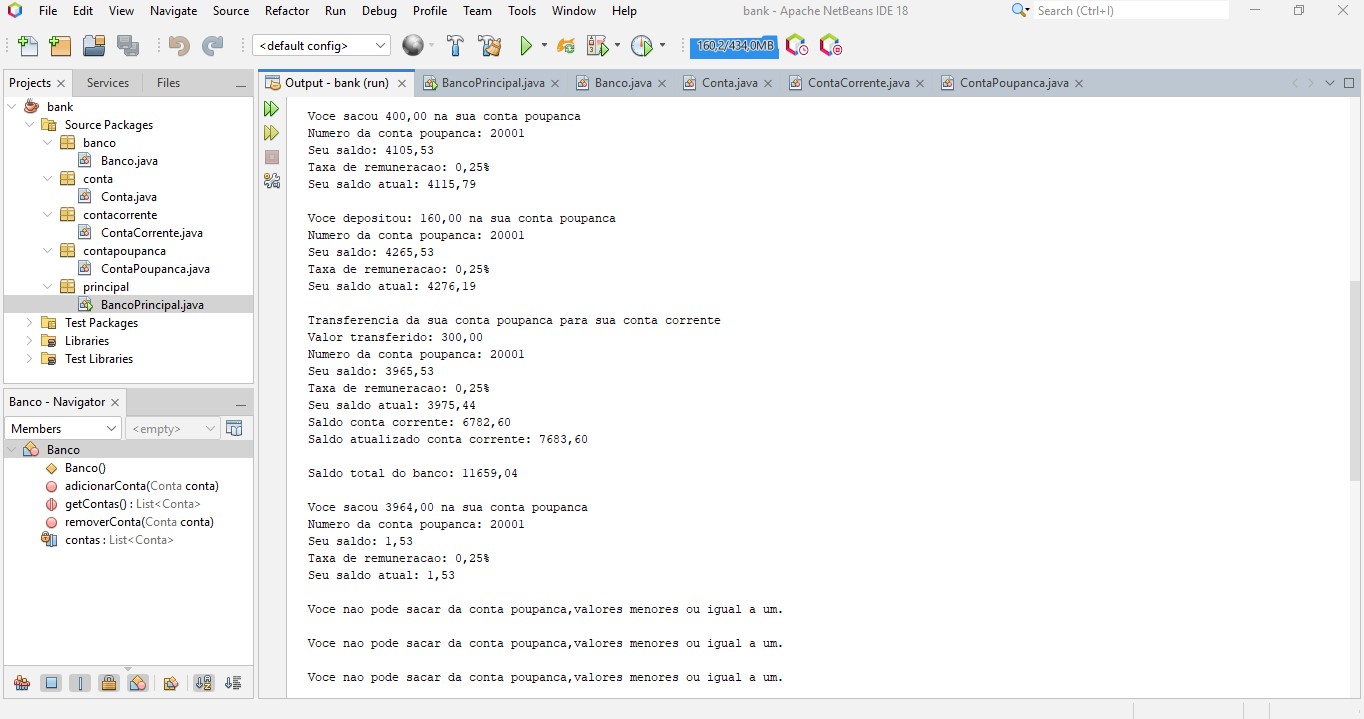 File Edit View Navigate Source Refactor Run Debug Profile Team Tools Window Help
bank - Apache NetBeans IDE 18
Search (Ctrl+I)
<default config>
160,2/434,0MB
Projects
Services
Files
bank
Source Packages
banco
Banco.java
conta
Conta.java
contacorrente
ContaCorrente.java
contapoupanca
ContaPoupanca.java
principal
BancoPrincipal.java
Test Packages
Libraries
Test Libraries
Banco - Navigator
Members
<empty>
Banco
Banco()
adicionarConta(Conta conta)
getContas() : List<Conta>
removerConta(Conta conta)
contas : List<Conta>
Output - bank (run)
BancoPrincipal.java
Banco.java
Conta.java
ContaCorrente.java
ContaPoupanca.java
Voce sacou 400,00 na sua conta poupanca
Numero da conta poupanca: 20001
Seu saldo: 4105,53
Taxa de remuneracao: 0,25%
Seu saldo atual: 4115,79
Voce depositou: 160,00 na sua conta poupanca
Numero da conta poupanca: 20001
Seu saldo: 4265,53
Taxa de remuneracao: 0,25%
Seu saldo atual: 4276,19
Transferencia da sua conta poupanca para sua conta corrente
Valor transferido: 300,00
Numero da conta poupanca: 20001
Seu saldo: 3965,53
Taxa de remuneracao: 0,25%
Seu saldo atual: 3975,44
Saldo conta corrente: 6782,60
Saldo atualizado conta corrente: 7683,60
Saldo total do banco: 11659,04
Voce sacou 3964,00 na sua conta poupanca
Numero da conta poupanca: 20001
Seu saldo: 1,53
Taxa de remuneracao: 0,25%
Seu saldo atual: 1,53
Voce nao pode sacar da conta poupanca,valores menores ou igual a um.
Voce nao pode sacar da conta poupanca,valores menores ou igual a um.
Voce nao pode sacar da conta poupanca,valores menores ou igual a um.